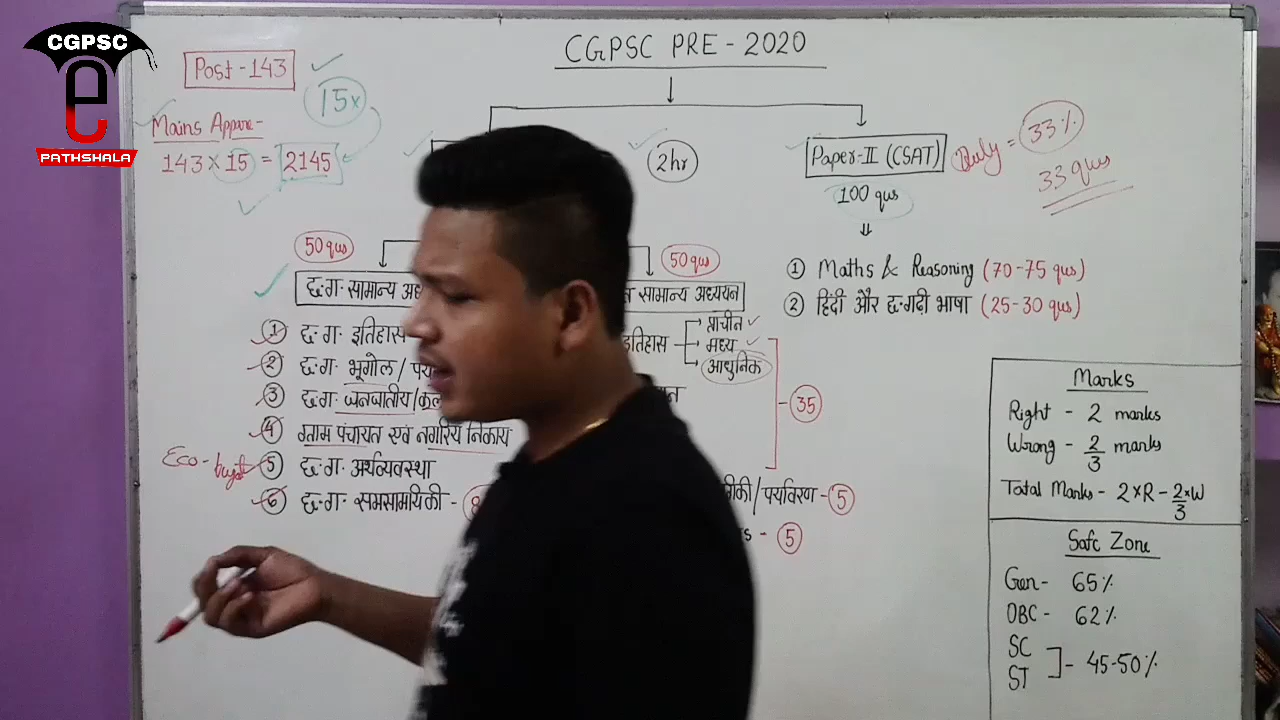 CGPSC
e
PATHSHALA
CGPSC PRE - 2020
Post - 143
15x
Mains Appare-
143 × 15 = 2145
2hr
Paper-II (CSAT)
= 33%
33 qus
100 qus
50 qus
50 qus
छ.ग. सामान्य
सामान्य अध्ययन
① छ.ग. इतिहास
② छ.ग. भूगोल /
③ छ.ग. जनजातीय/
④ ग्राम पंचायत एवं नगरिय निकाय
Eco-
⑤ छ.ग. अर्थव्यवस्था
⑥ छ.ग. समसामयिकी - 8
इतिहास
प्राचीन
मध्य
आधुनिक
- 35
/ पर्यावरण - 5
- 5
① Maths & Reasoning (70-75 qus)
② हिंदी और छ.गढ़ी भाषा (25-30 qus)
Marks
Right - 2 marks
Wrong - 2/3 marks
Total Marks - 2×R - 2×W/3
Safe Zone
Gen - 65%
OBC - 62%
SC
ST ] - 45-50%